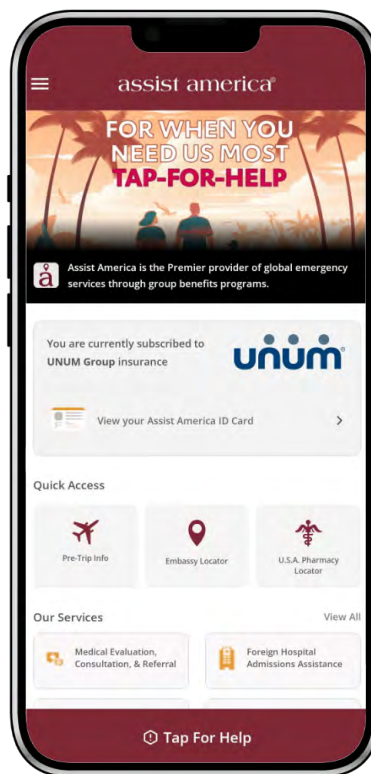 assist america®
FOR WHEN YOU
NEED US MOST
TAP-FOR-HELP
å
Assist America is the Premier provider of global emergency
services through group benefits programs.
You are currently subscribed to
UNUM Group insurance
unum®
View your Assist America ID Card
Quick Access
Pre-Trip Info
Embassy Locator
U.S.A. Pharmacy
Locator
Our Services
View All
Medical Evaluation,
Consultation, & Referral
Foreign Hospital
Admissions Assistance
Tap For Help